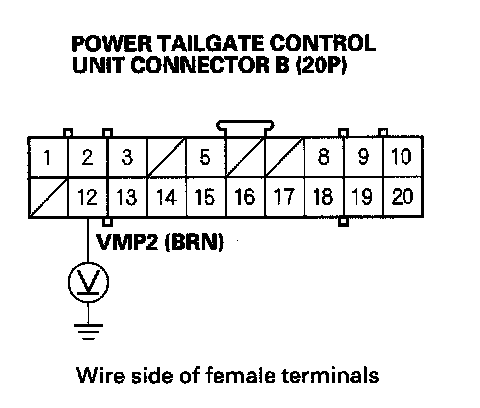 POWER TAILGATE CONTROL
UNIT CONNECTOR B (20P)
1 2 3 5 8 9 10
12 13 14 15 16 17 18 19 20
VMP2 (BRN)
V
Wire side of female terminals